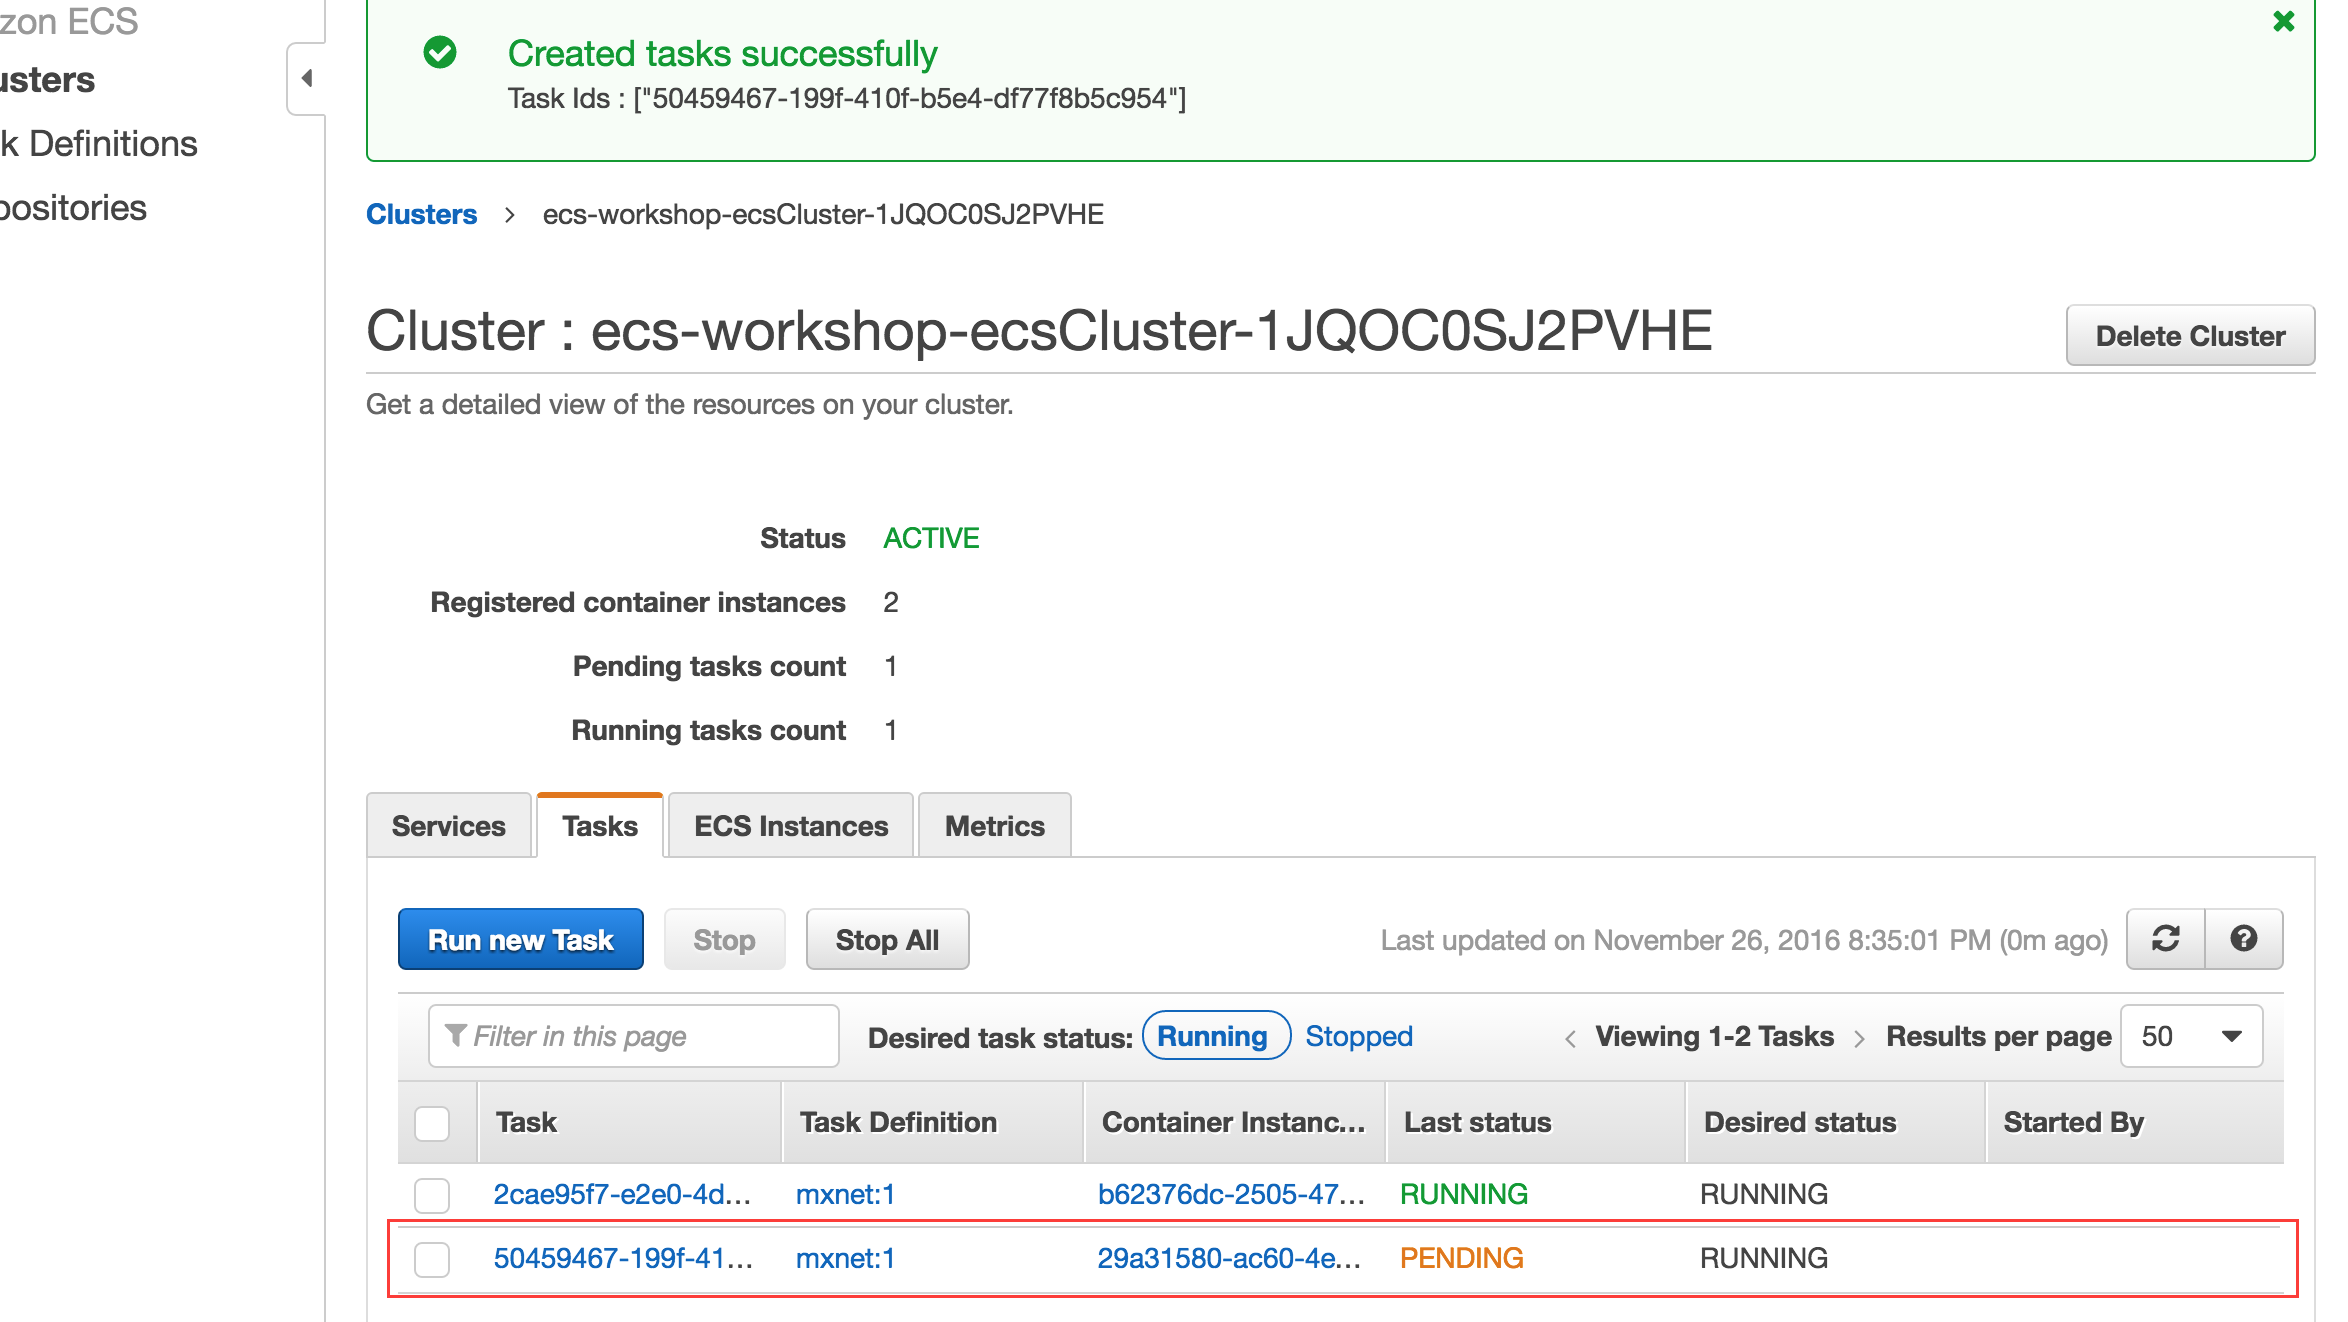 zon ECS
usters
k Definitions
positories
Created tasks successfully
Task Ids : ["50459467-199f-410f-b5e4-df77f8b5c954"]
Clusters > ecs-workshop-ecsCluster-1JQOC0SJ2PVHE
Cluster : ecs-workshop-ecsCluster-1JQOC0SJ2PVHE
Delete Cluster
Get a detailed view of the resources on your cluster.
Status ACTIVE
Registered container instances 2
Pending tasks count 1
Running tasks count 1
Services Tasks ECS Instances Metrics
Run new Task Stop Stop All Last updated on November 26, 2016 8:35:01 PM (0m ago)
Filter in this page Desired task status: Running Stopped < Viewing 1-2 Tasks > Results per page 50
Task Task Definition Container Instanc... Last status Desired status Started By
2cae95f7-e2e0-4d... mxnet:1 b62376dc-2505-47... RUNNING RUNNING
50459467-199f-41... mxnet:1 29a31580-ac60-4e... PENDING RUNNING